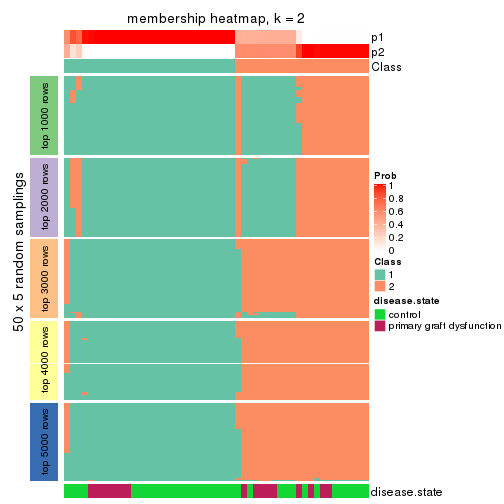 membership heatmap, k = 2
p1
p2
Class
50 x 5 random samplings
top 1000 rows
top 2000 rows
top 3000 rows
top 4000 rows
top 5000 rows
Prob
1
0.8
0.6
0.4
0.2
0
Class
1
2
disease.state
control
primary graft dysfunction
disease.state